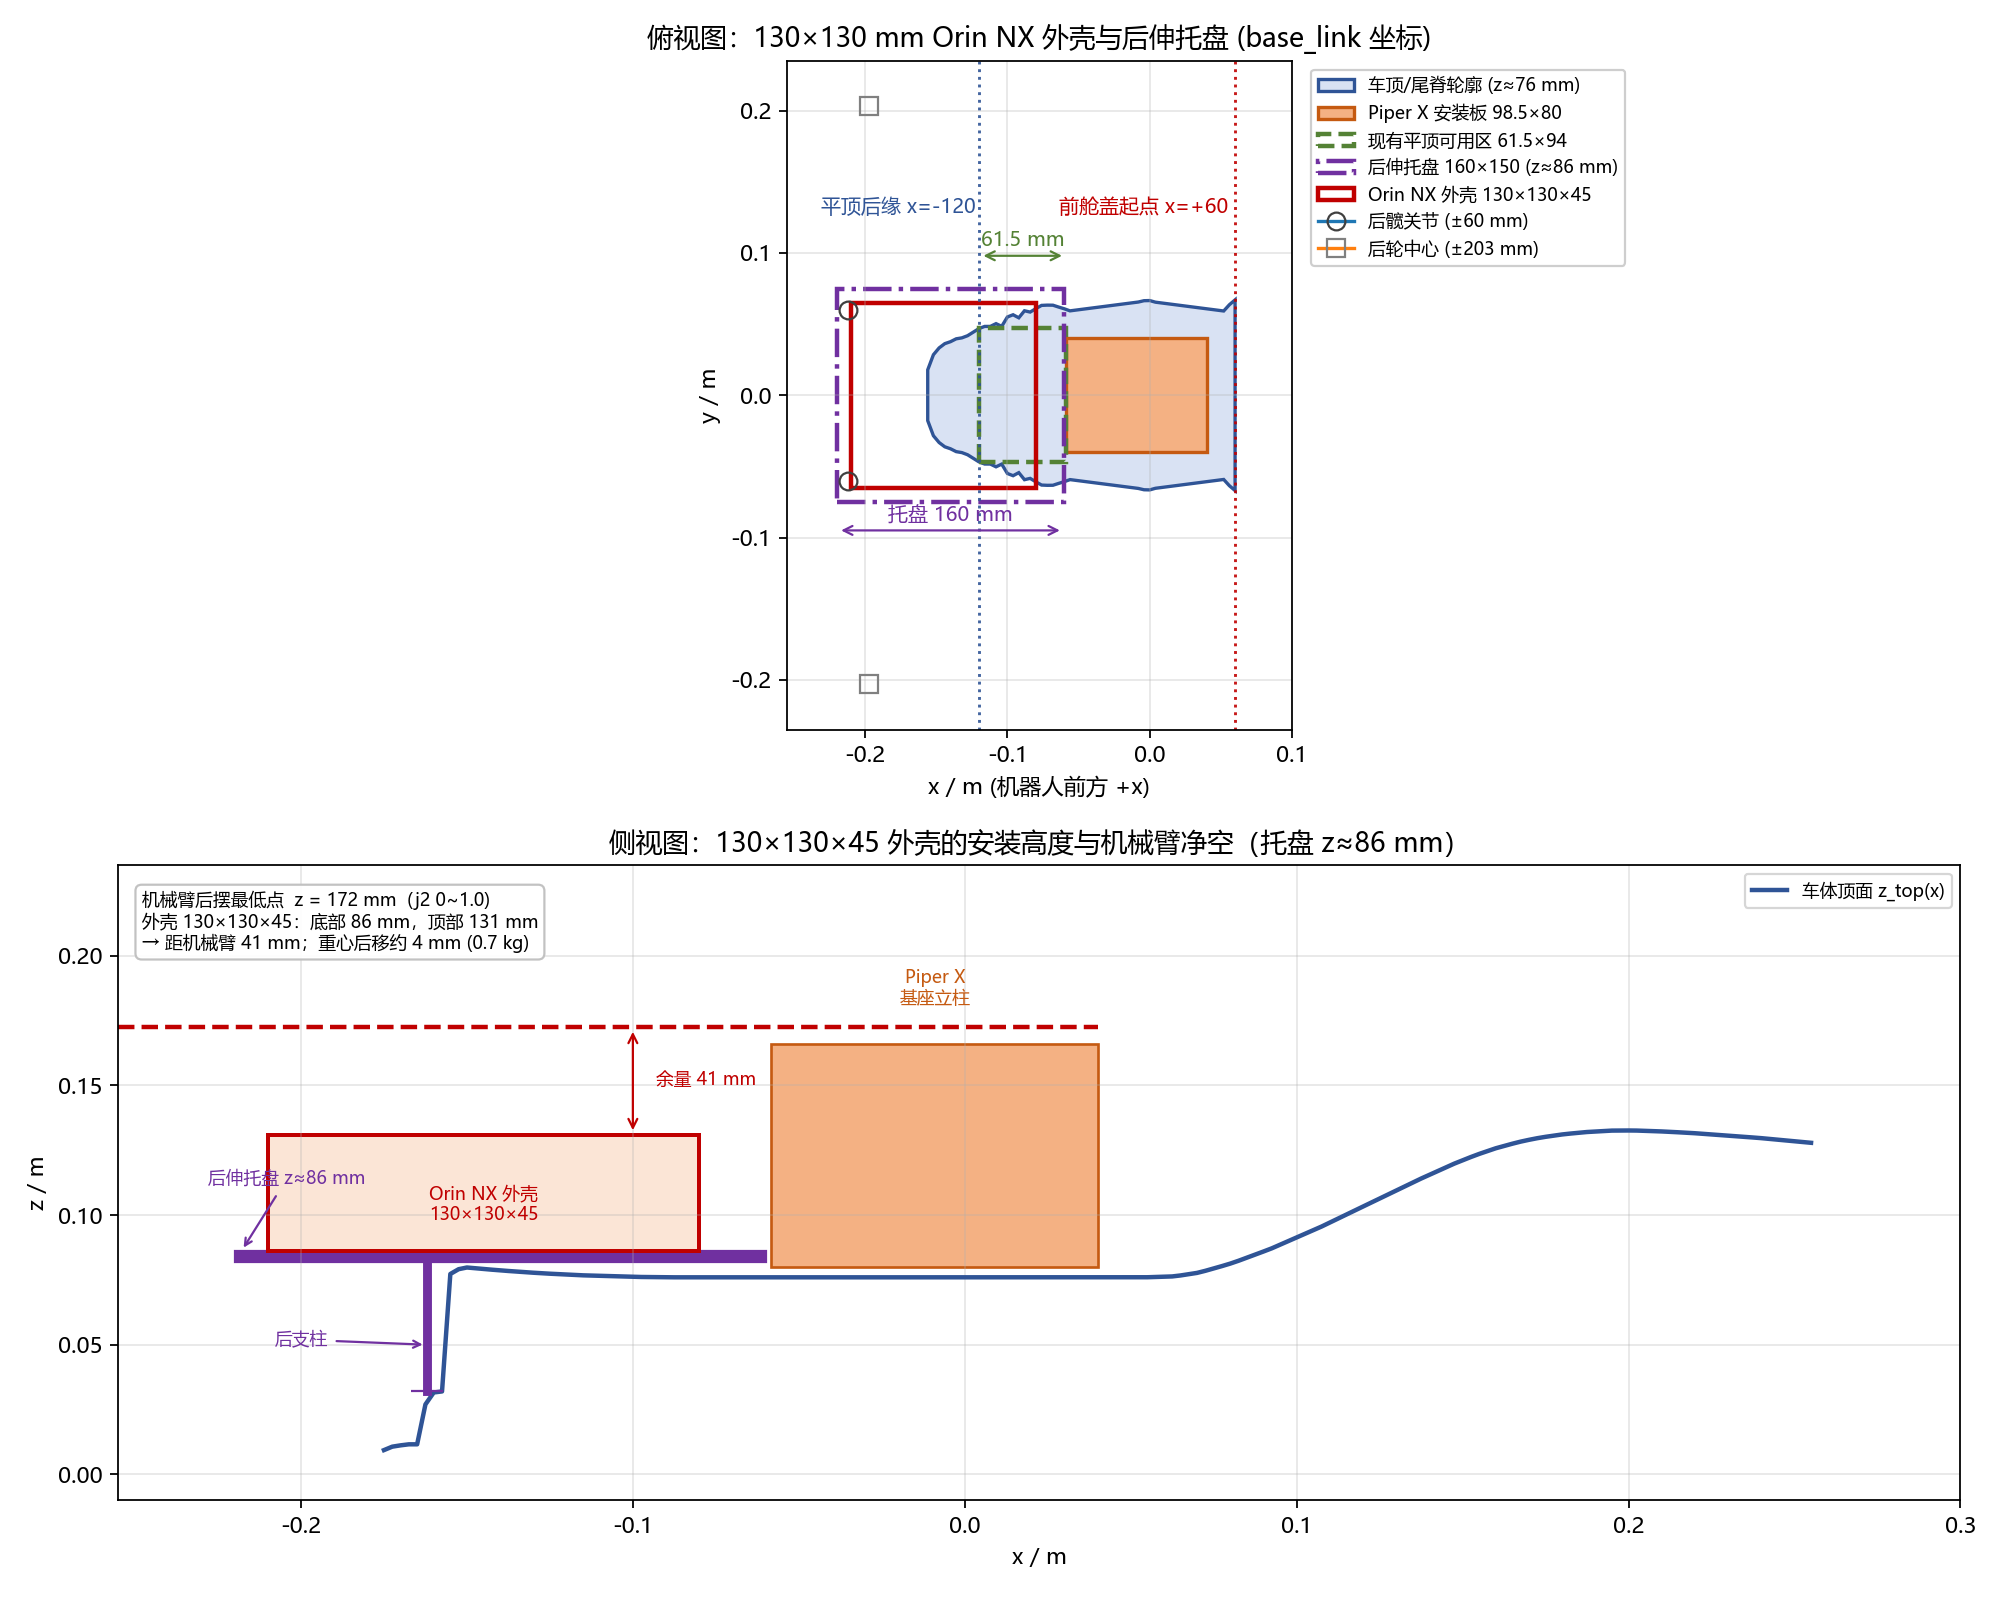 俯视图：130×130 mm Orin NX 外壳与后伸托盘 (base_link 坐标)
车顶/尾脊轮廓 (z≈76 mm)
Piper X 安装板 98.5×80
现有平顶可用区 61.5×94
后伸托盘 160×150 (z≈86 mm)
Orin NX 外壳 130×130×45
后髋关节 (±60 mm)
后轮中心 (±203 mm)
平顶后缘 x=-120
前舱盖起点 x=+60
61.5 mm
托盘 160 mm
y / m
0.2
0.1
0.0
-0.1
-0.2
-0.2
-0.1
0.0
0.1
x / m (机器人前方 +x)
侧视图：130×130×45 外壳的安装高度与机械臂净空（托盘 z≈86 mm）
机械臂后摆最低点  z = 172 mm（j2 0~1.0)
外壳 130×130×45：底部 86 mm，顶部 131 mm
→ 距机械臂 41 mm；重心后移约 4 mm (0.7 kg)
车体顶面 z_top(x)
Piper X
基座立柱
余量 41 mm
后伸托盘 z≈86 mm
Orin NX 外壳
130×130×45
后支柱
z / m
0.20
0.15
0.10
0.05
0.00
-0.2
-0.1
0.0
0.1
0.2
0.3
x / m